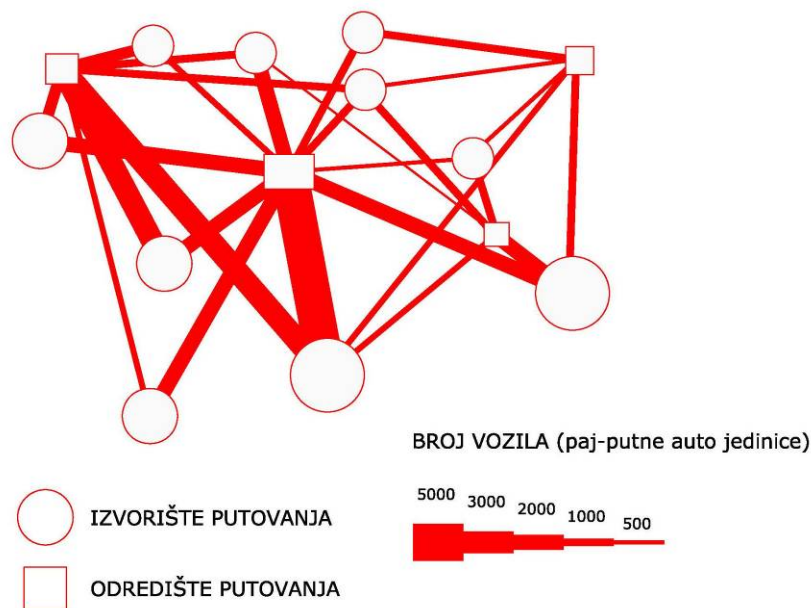 BROJ VOZILA (paj-putne auto jedinice)
5000 3000 2000 1000 500
IZVORIŠTE PUTOVANJA
ODREDIŠTE PUTOVANJA